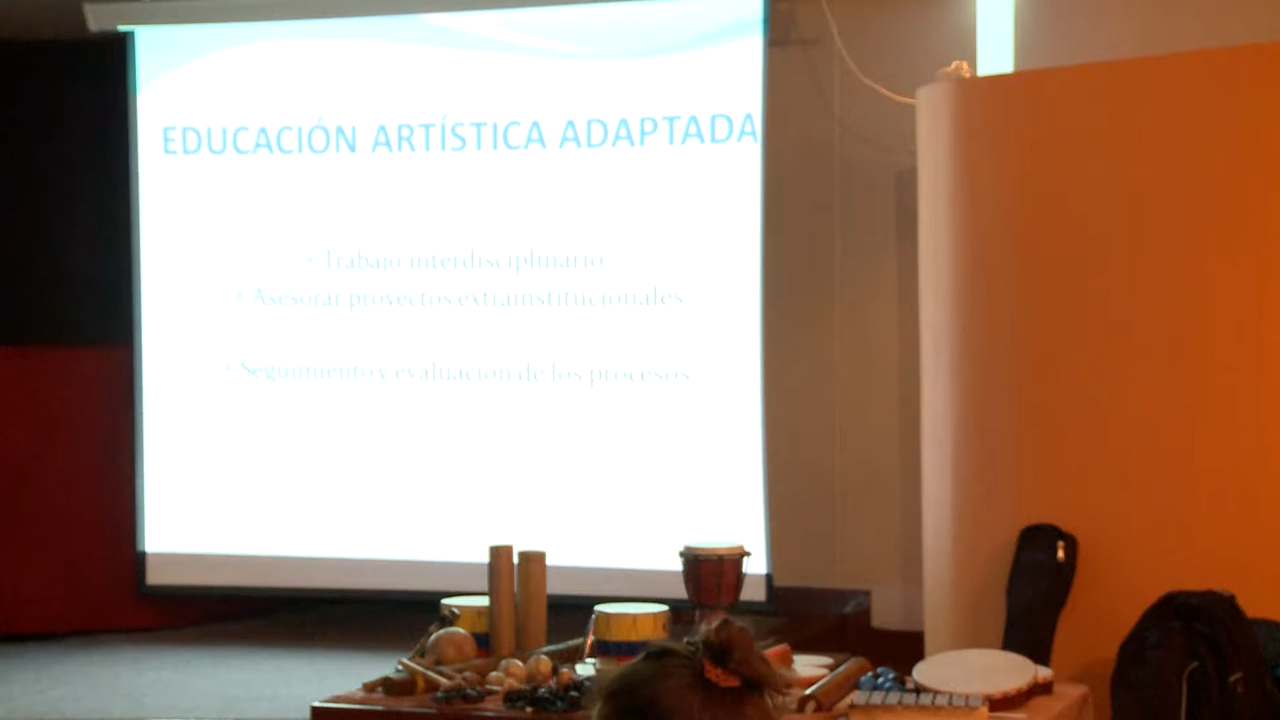 EDUCACIÓN ARTÍSTICA ADAPTADA
• Trabajo interdisciplinario
• Asesorar proyectos extrainstitucionales
• Seguimiento y evaluación de los procesos